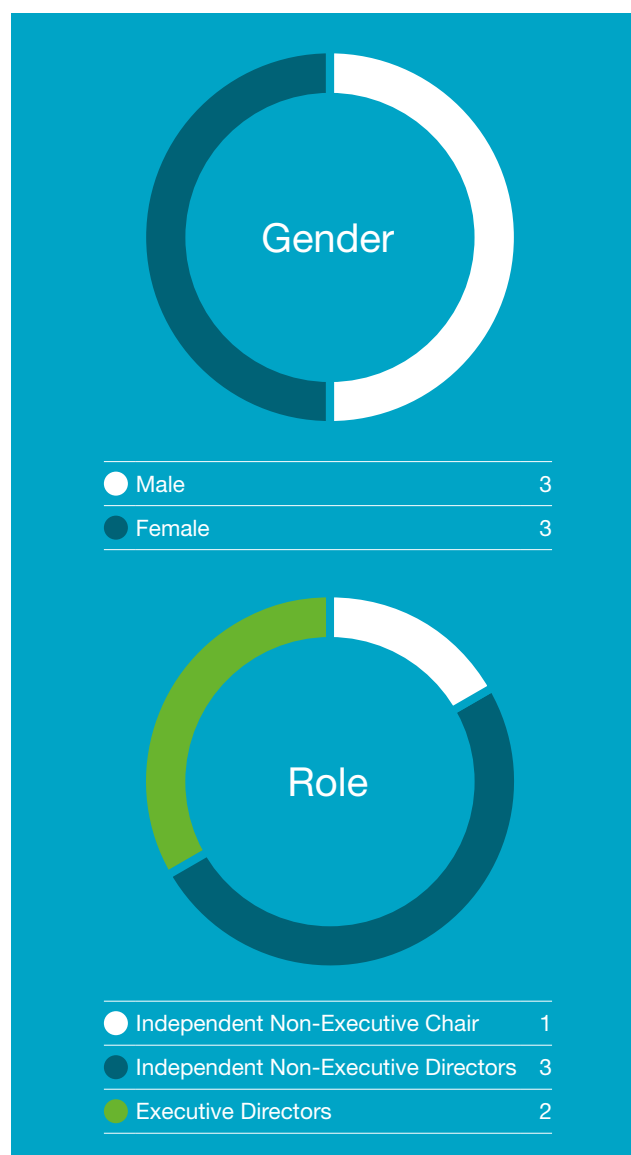 Gender
Male 3
Female 3
Role
Independent Non-Executive Chair 1
Independent Non-Executive Directors 3
Executive Directors 2